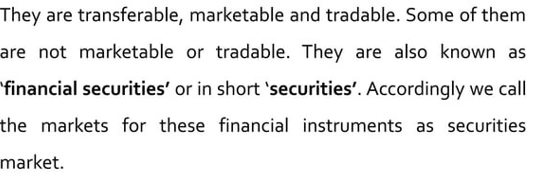 They are transferable, marketable and tradable. Some of them
are not marketable or tradable. They are also known as
‘financial securities’ or in short ‘securities’. Accordingly we call
the markets for these financial instruments as securities
market.